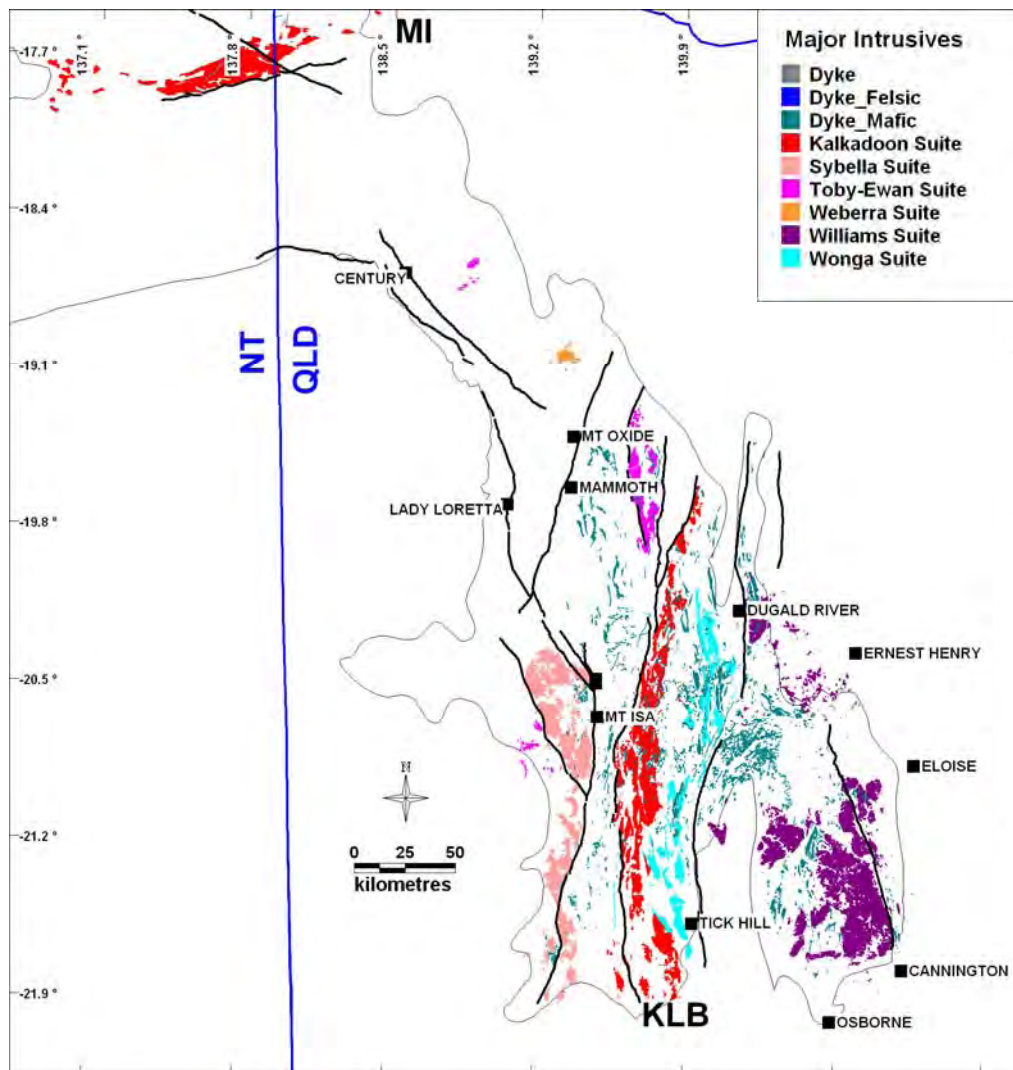 MI
-17.7 °
137.1 °
137.8 °
138.5 °
139.2 °
139.9 °
Major Intrusives
Dyke
Dyke_Felsic
Dyke_Mafic
Kalkadoon Suite
Sybella Suite
Toby-Ewan Suite
Weberra Suite
Williams Suite
Wonga Suite
-18.4 °
CENTURY
NT
QLD
-19.1 °
MT OXIDE
MAMMOTH
LADY LORETTA
-19.8 °
DUGALD RIVER
ERNEST HENRY
-20.5 °
MT ISA
ELOISE
N
0 25 50
kilometres
-21.2 °
TICK HILL
CANNINGTON
-21.9 °
KLB
OSBORNE